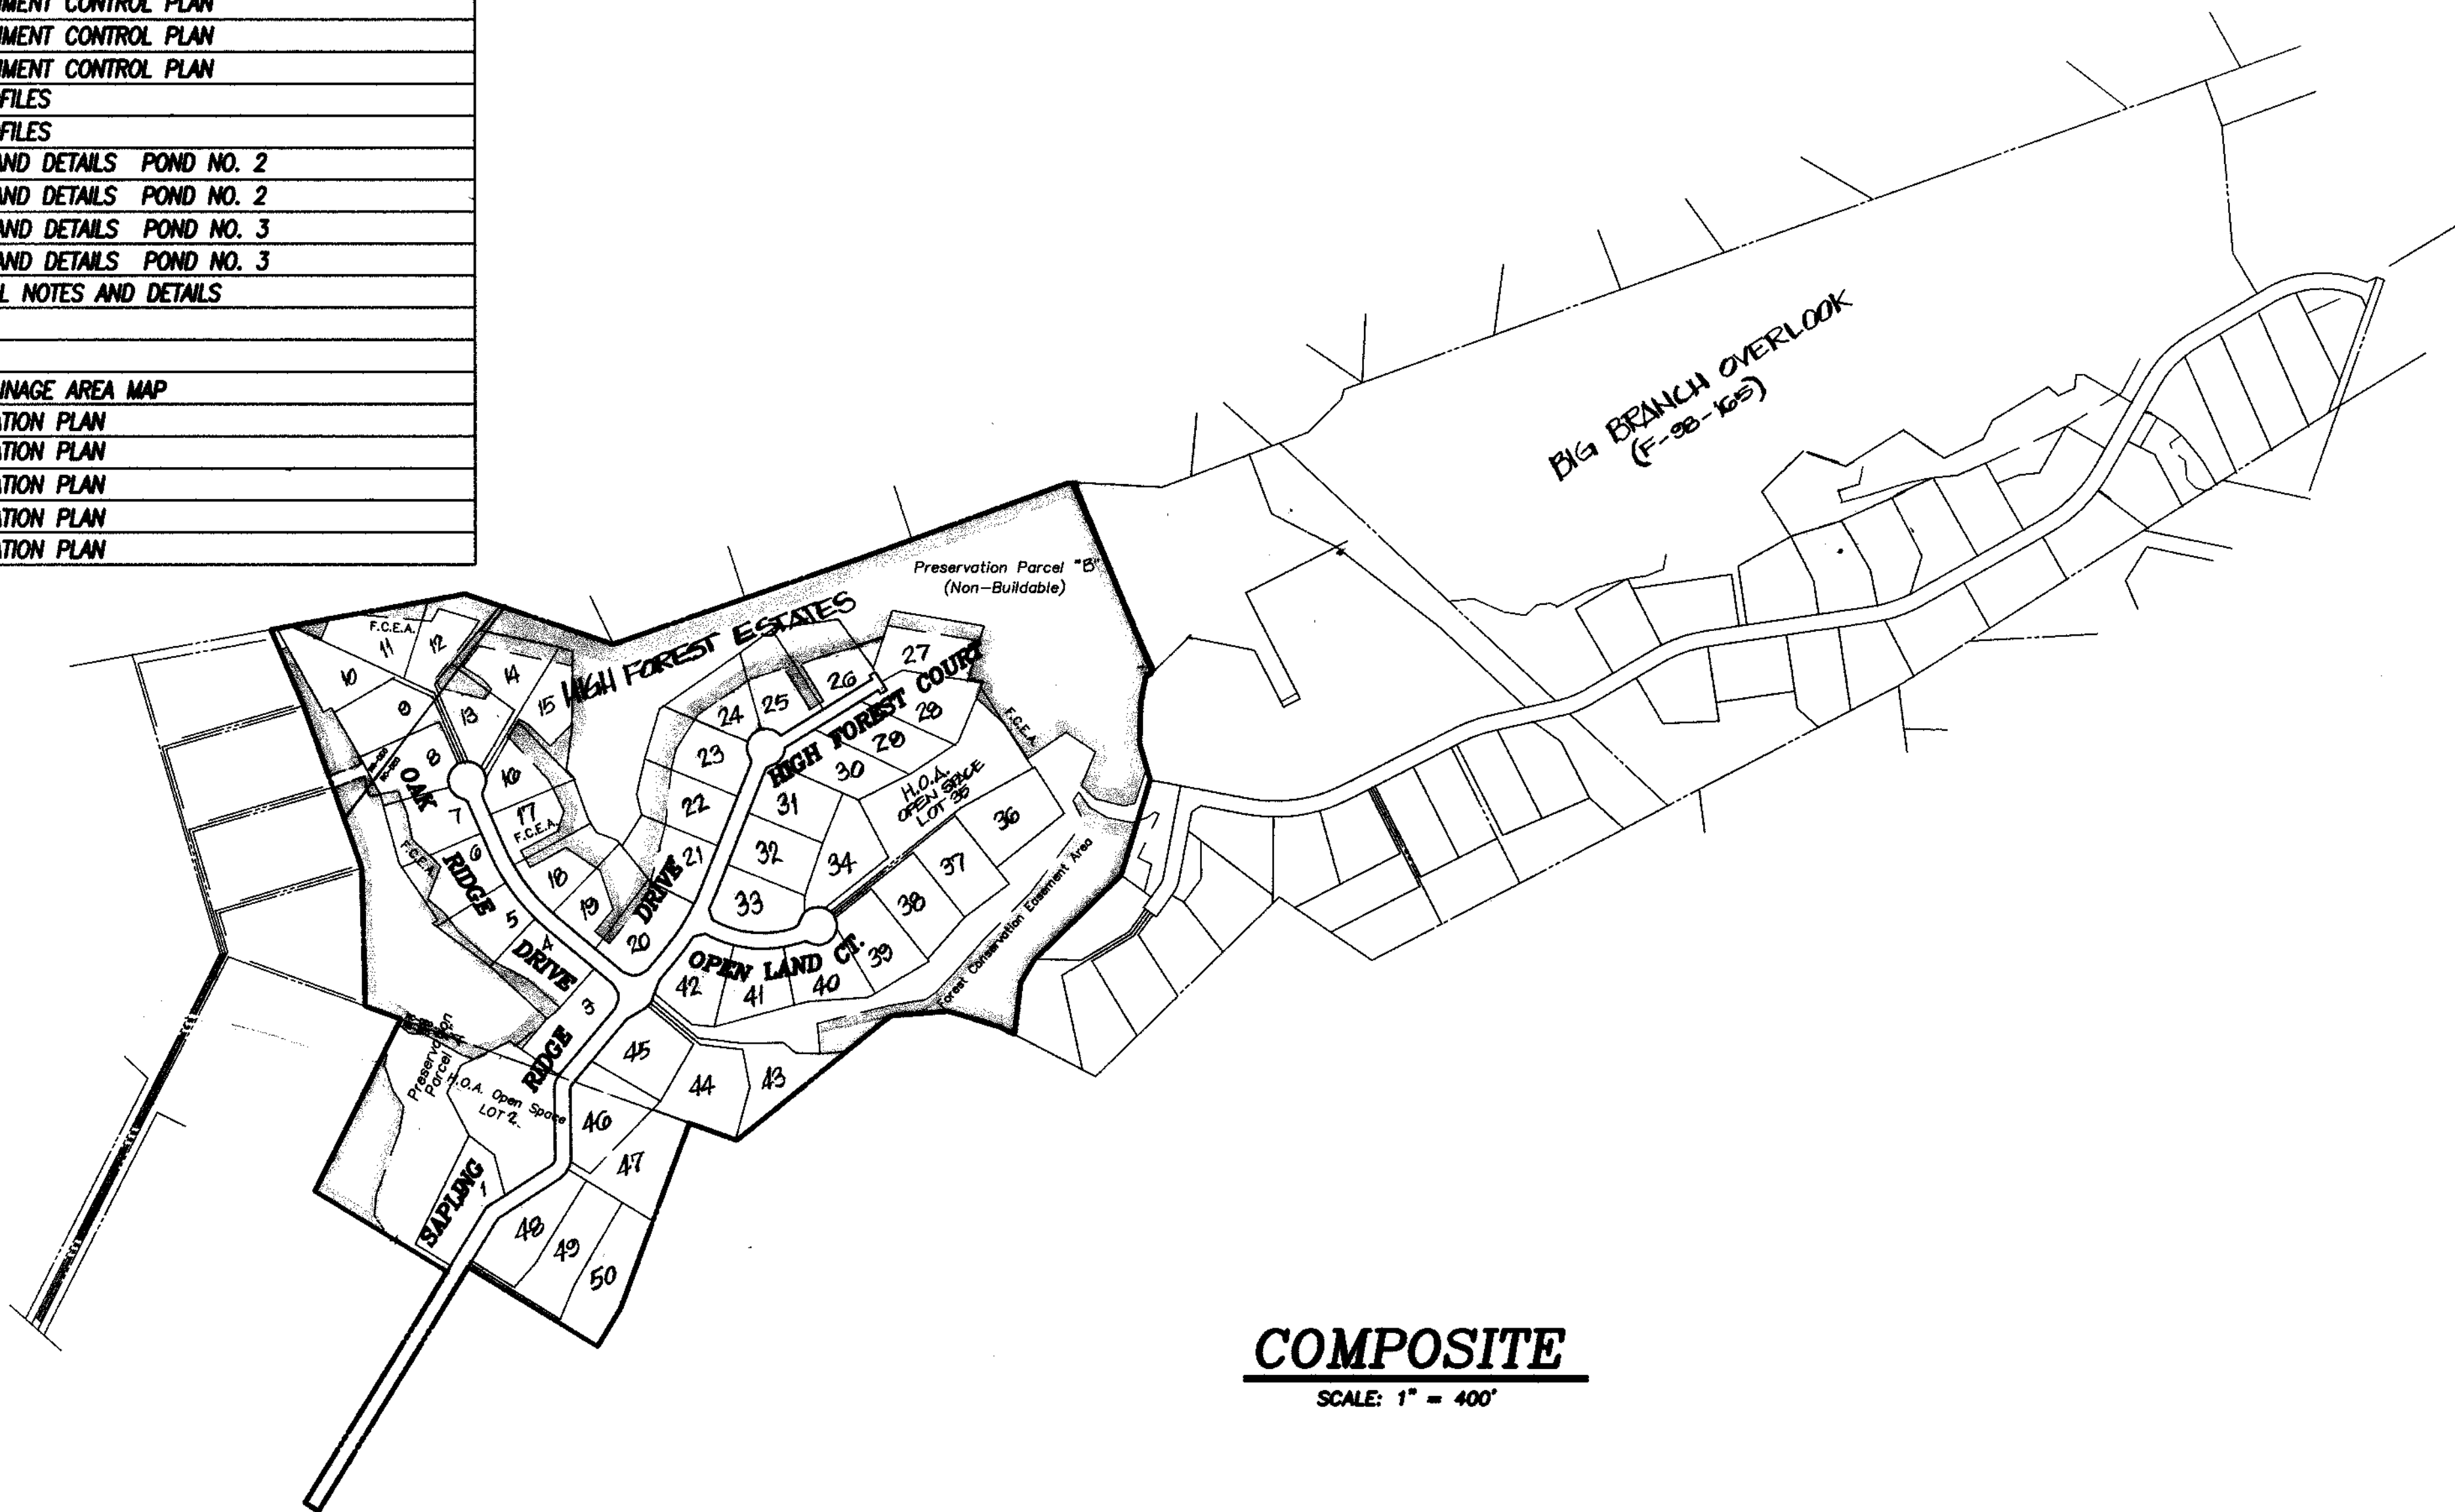 MENT CONTROL PLAN
MENT CONTROL PLAN
MENT CONTROL PLAN
FILES
FILES
AND DETAILS POND NO. 2
AND DETAILS POND NO. 2
AND DETAILS POND NO. 3
AND DETAILS POND NO. 3
L NOTES AND DETAILS
INAGE AREA MAP
TION PLAN
TION PLAN
TION PLAN
TION PLAN
TION PLAN
BIG BRANCH OVERLOOK
(F-98-165)
Preservation Parcel "B"
(Non-Buildable)
HIGH FOREST ESTATES
F.C.E.A.
11
12
10
14
15
9
13
8
16
7
17
F.C.E.A.
F.C.E.A.
6
18
5
19
4
20
3
OAK
RIDGE
DRIVE
27
26
25
24
28
29
23
30
HIGH FOREST COURT
F.C.E.A.
H.O.A.
OPEN SPACE
LOT 35
22
31
36
21
32
34
37
33
38
39
DRIVE
OPEN LAND CT.
42
41
40
Forest Conservation Easement Area
45
44
43
RIDGE
Preservation
Parcel
H.O.A. Open Space
LOT 2
46
47
SAPLING
1
48
49
50
COMPOSITE
SCALE: 1" = 400'